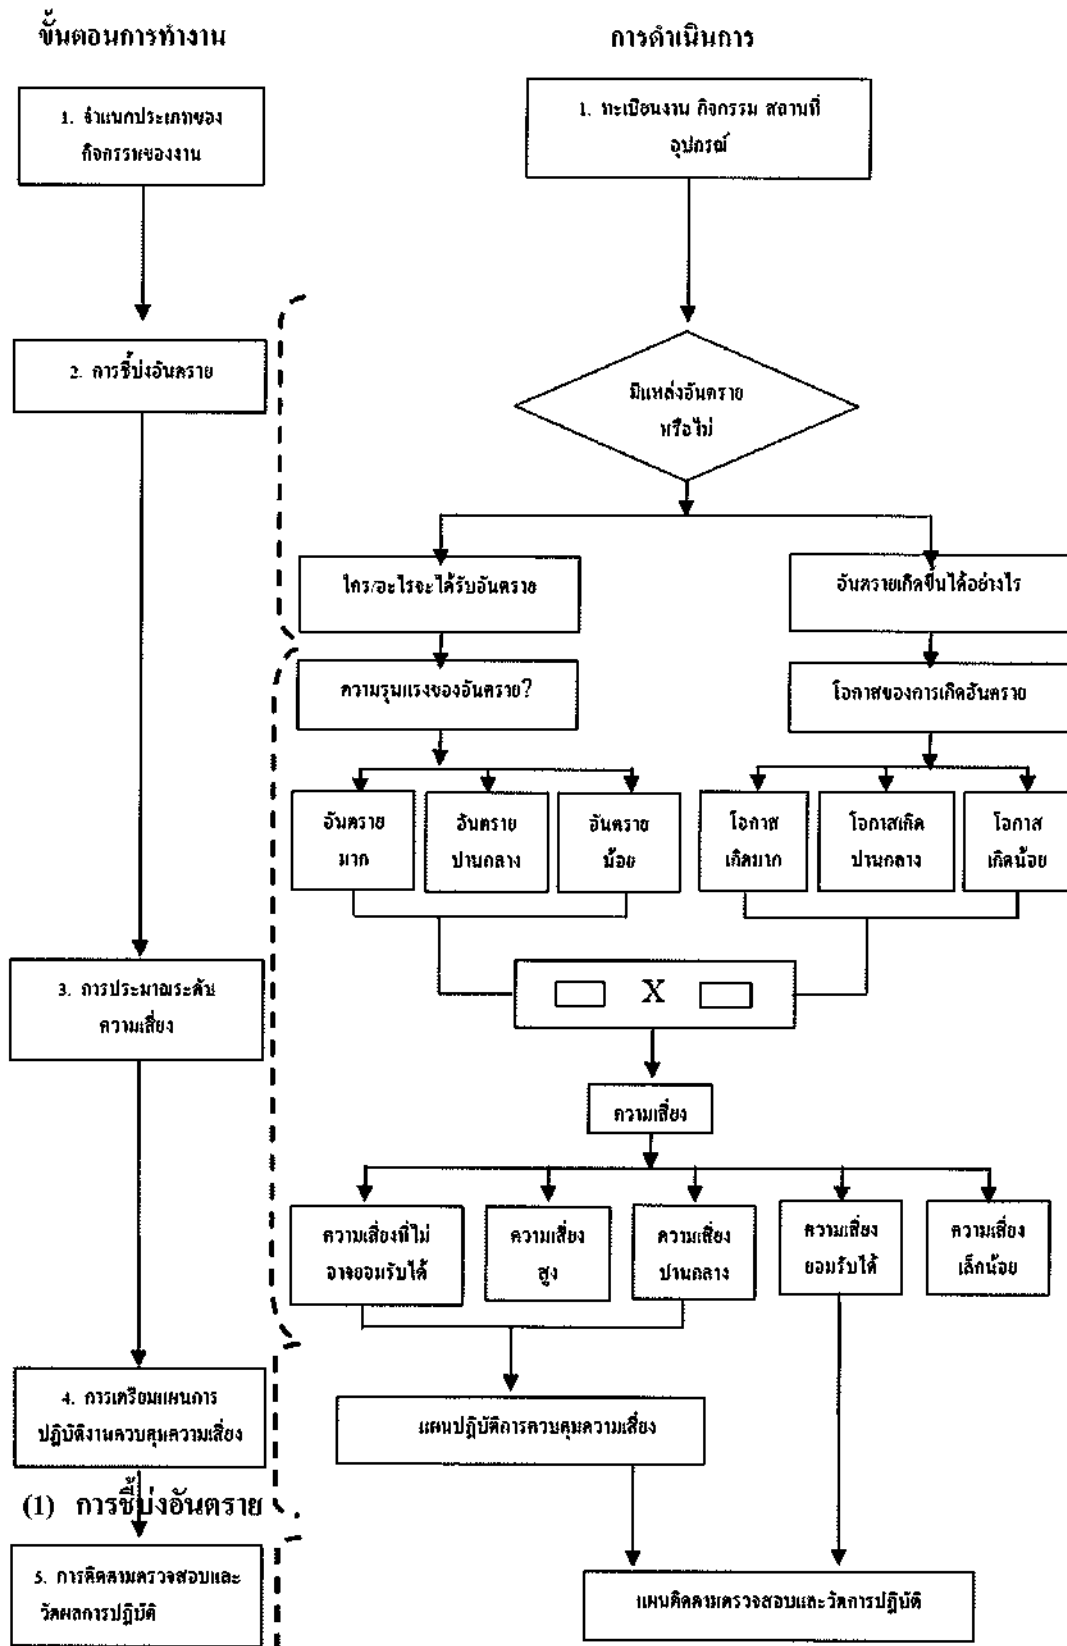 ขั้นตอนการทำงาน
การดำเนินการ
1. จำแนกประเภทของ
กิจกรรมของงาน
1. ทะเบียนงาน กิจกรรม สถานที่
อุปกรณ์
2. การชี้บ่งอันตราย
มีแหล่งอันตราย
หรือไม่
ใคร/อะไรจะได้รับอันตราย
อันตรายเกิดขึ้นได้อย่างไร
ความรุนแรงของอันตราย?
โอกาสของการเกิดอันตราย
อันตราย
มาก
อันตราย
ปานกลาง
อันตราย
น้อย
โอกาส
เกิดมาก
โอกาสเกิด
ปานกลาง
โอกาส
เกิดน้อย
3. การประมาณระดับ
ความเสี่ยง
X
ความเสี่ยง
ความเสี่ยงที่ไม่
อาจยอมรับได้
ความเสี่ยง
สูง
ความเสี่ยง
ปานกลาง
ความเสี่ยง
ยอมรับได้
ความเสี่ยง
เล็กน้อย
4. การเตรียมแผนการ
ปฏิบัติงานควบคุมความเสี่ยง
แผนปฏิบัติการควบคุมความเสี่ยง
(1) การชี้บ่งอันตราย
5. การติดตามตรวจสอบและ
วัดผลการปฏิบัติ
แผนติดตามตรวจสอบและวัดการปฏิบัติ